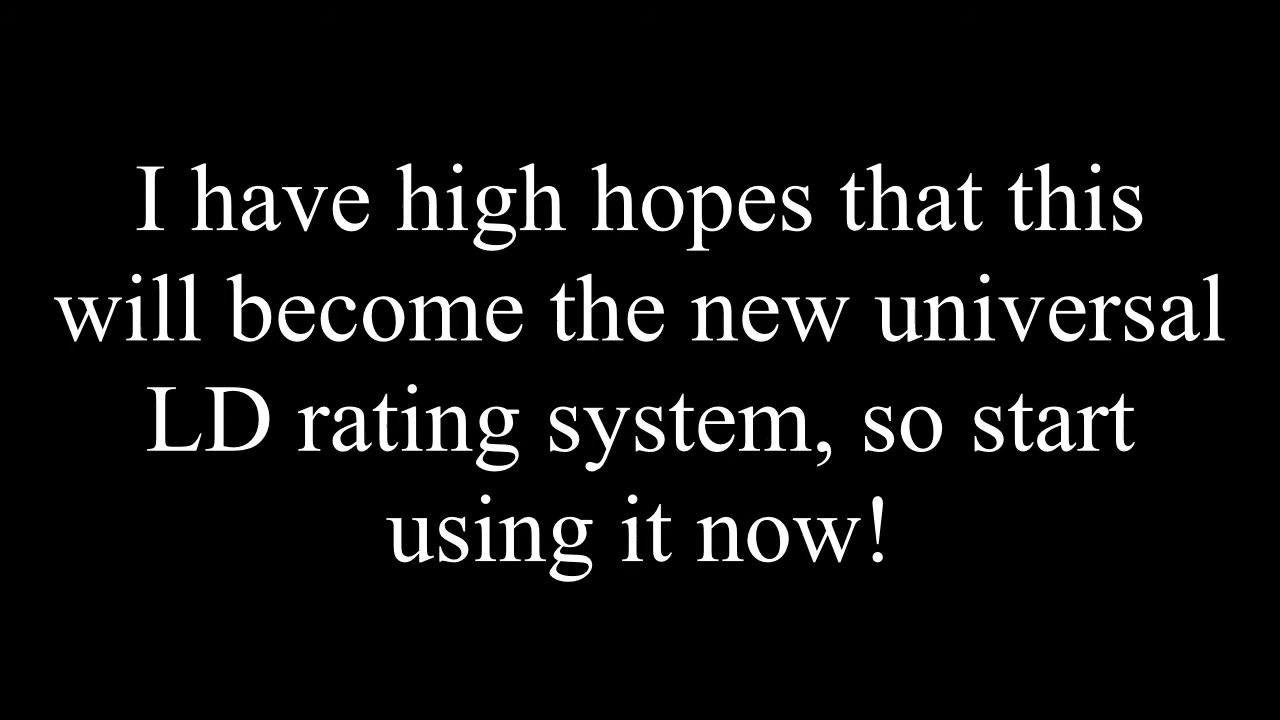 I have high hopes that this
will become the new universal
LD rating system, so start
using it now!